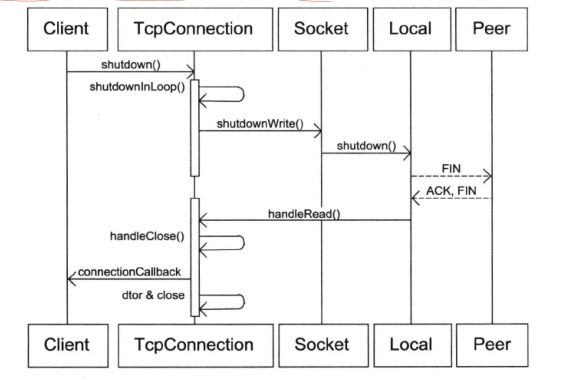 Client TcpConnection Socket Local Peer
shutdown()
shutdownInLoop()
shutdownWrite()
shutdown()
FIN
ACK, FIN
handleRead()
handleClose()
connectionCallback
dtor & close
Client TcpConnection Socket Local Peer